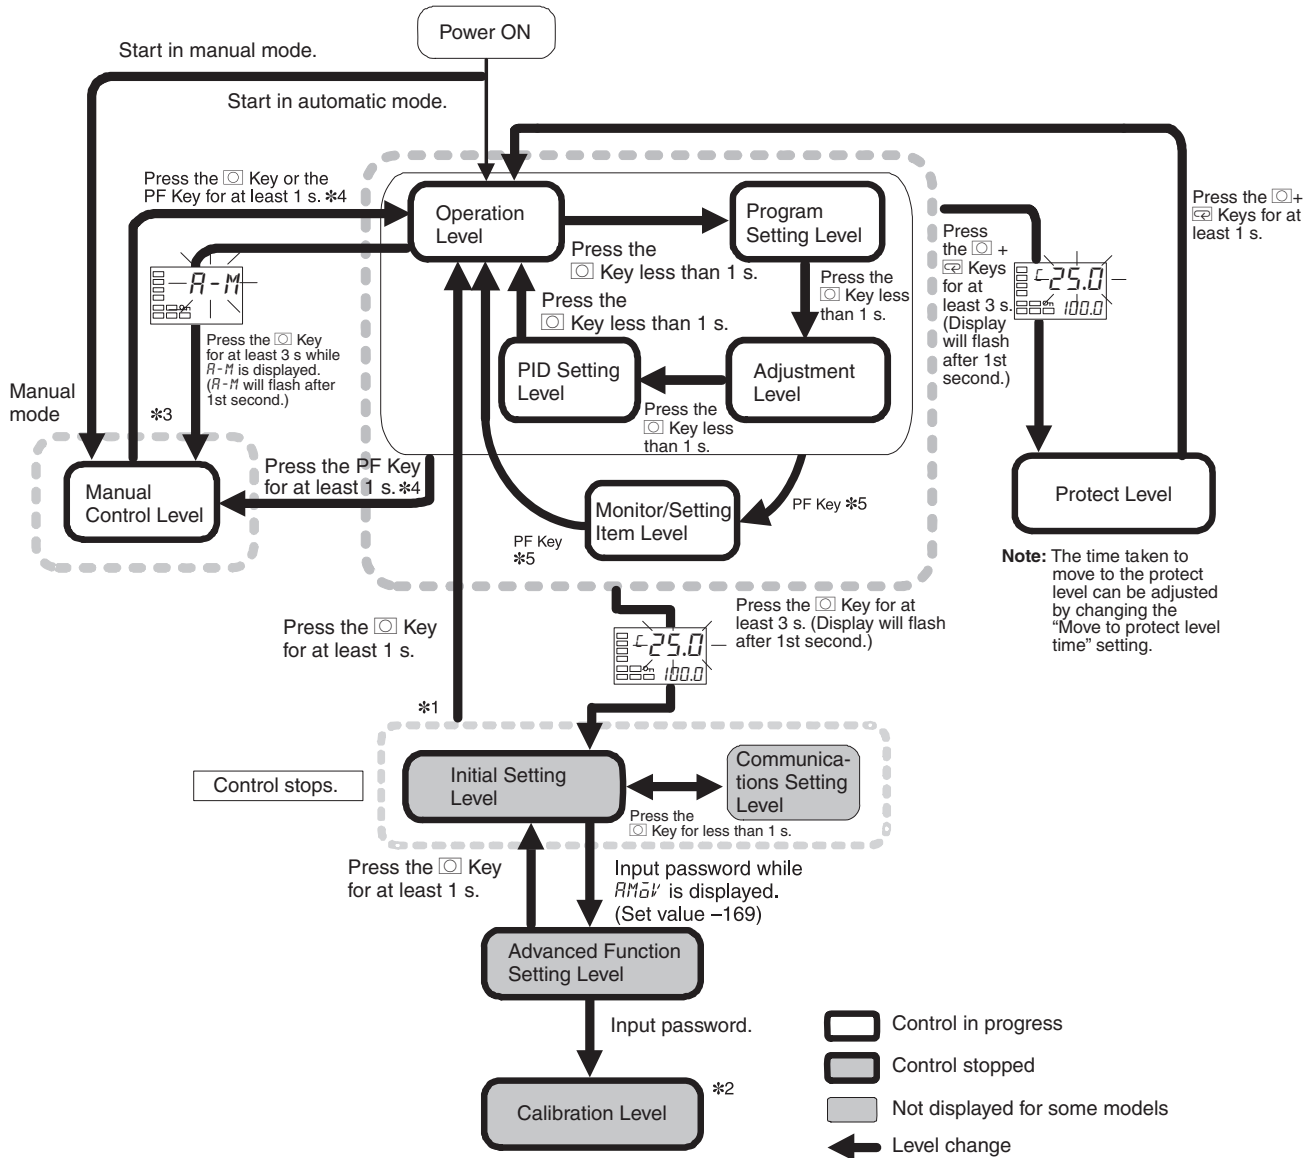 Power ON
Start in manual mode.
Start in automatic mode.
Press the Key or the
PF Key for at least 1 s. ✻4
Operation
Level
Program
Setting Level
Press the
Key less than 1 s.
Press the
Key less
than 1 s.
Press the
Key less than 1 s.
PID Setting
Level
Adjustment
Level
Press the
Key less
than 1 s.
A-M
Press the Key
for at least 3 s while
A-M is displayed.
(A-M will flash after
1st second.)
✻3
Manual
mode
Manual
Control Level
Press the PF Key
for at least 1 s. ✻4
Monitor/Setting
Item Level
PF Key ✻5
PF Key
✻5
Press
the +
Keys
for at
least 3 s.
(Display
will flash
after 1st
second.)
C 25.0
100.0
Press the +
Keys for at
least 1 s.
Protect Level
Note: The time taken to
move to the protect
level can be adjusted
by changing the
“Move to protect level
time” setting.
Press the Key
for at least 1 s.
✻1
Press the Key for at
least 3 s. (Display will flash
after 1st second.)
C 25.0
100.0
Control stops.
Initial Setting
Level
Communica-
tions Setting
Level
Press the
Key for less than 1 s.
Press the Key
for at least 1 s.
Input password while
AMoV is displayed.
(Set value –169)
Advanced Function
Setting Level
Input password.
Calibration Level
✻2
Control in progress
Control stopped
Not displayed for some models
Level change